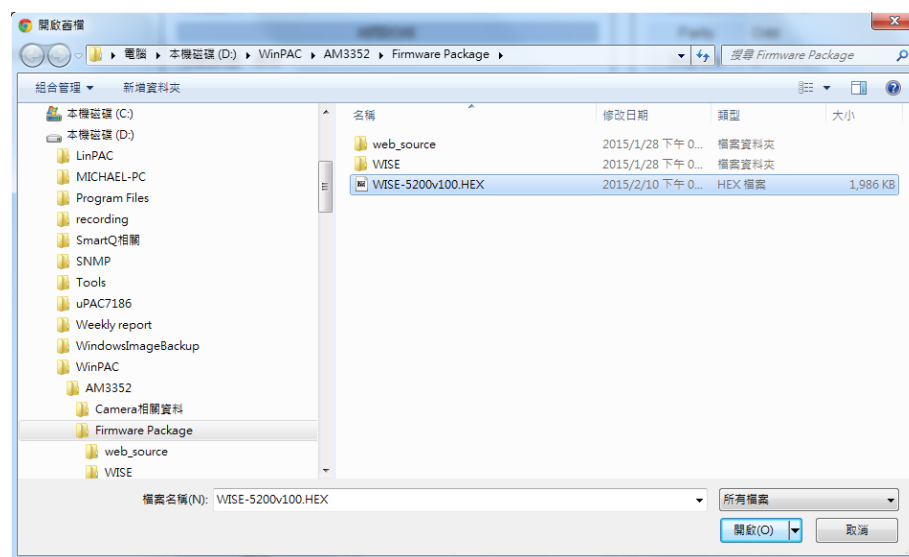 開啟舊檔
電腦 ▸ 本機磁碟 (D:) ▸ WinPAC ▸ AM3352 ▸ Firmware Package ▸
搜尋 Firmware Package
組合管理 ▼ 新增資料夾
本機磁碟 (C:)
本機磁碟 (D:)
LinPAC
MICHAEL-PC
Program Files
recording
SmartQ相關
SNMP
Tools
uPAC7186
Weekly report
WindowsImageBackup
WinPAC
AM3352
Camera相關資料
Firmware Package
web_source
WISE
名稱 修改日期 類型 大小
web_source 2015/1/28 下午 0... 檔案資料夾
WISE 2015/1/28 下午 0... 檔案資料夾
WISE-5200v100.HEX 2015/2/10 下午 0... HEX 檔案 1,986 KB
檔案名稱(N): WISE-5200v100.HEX
所有檔案
開啟(O) 取消